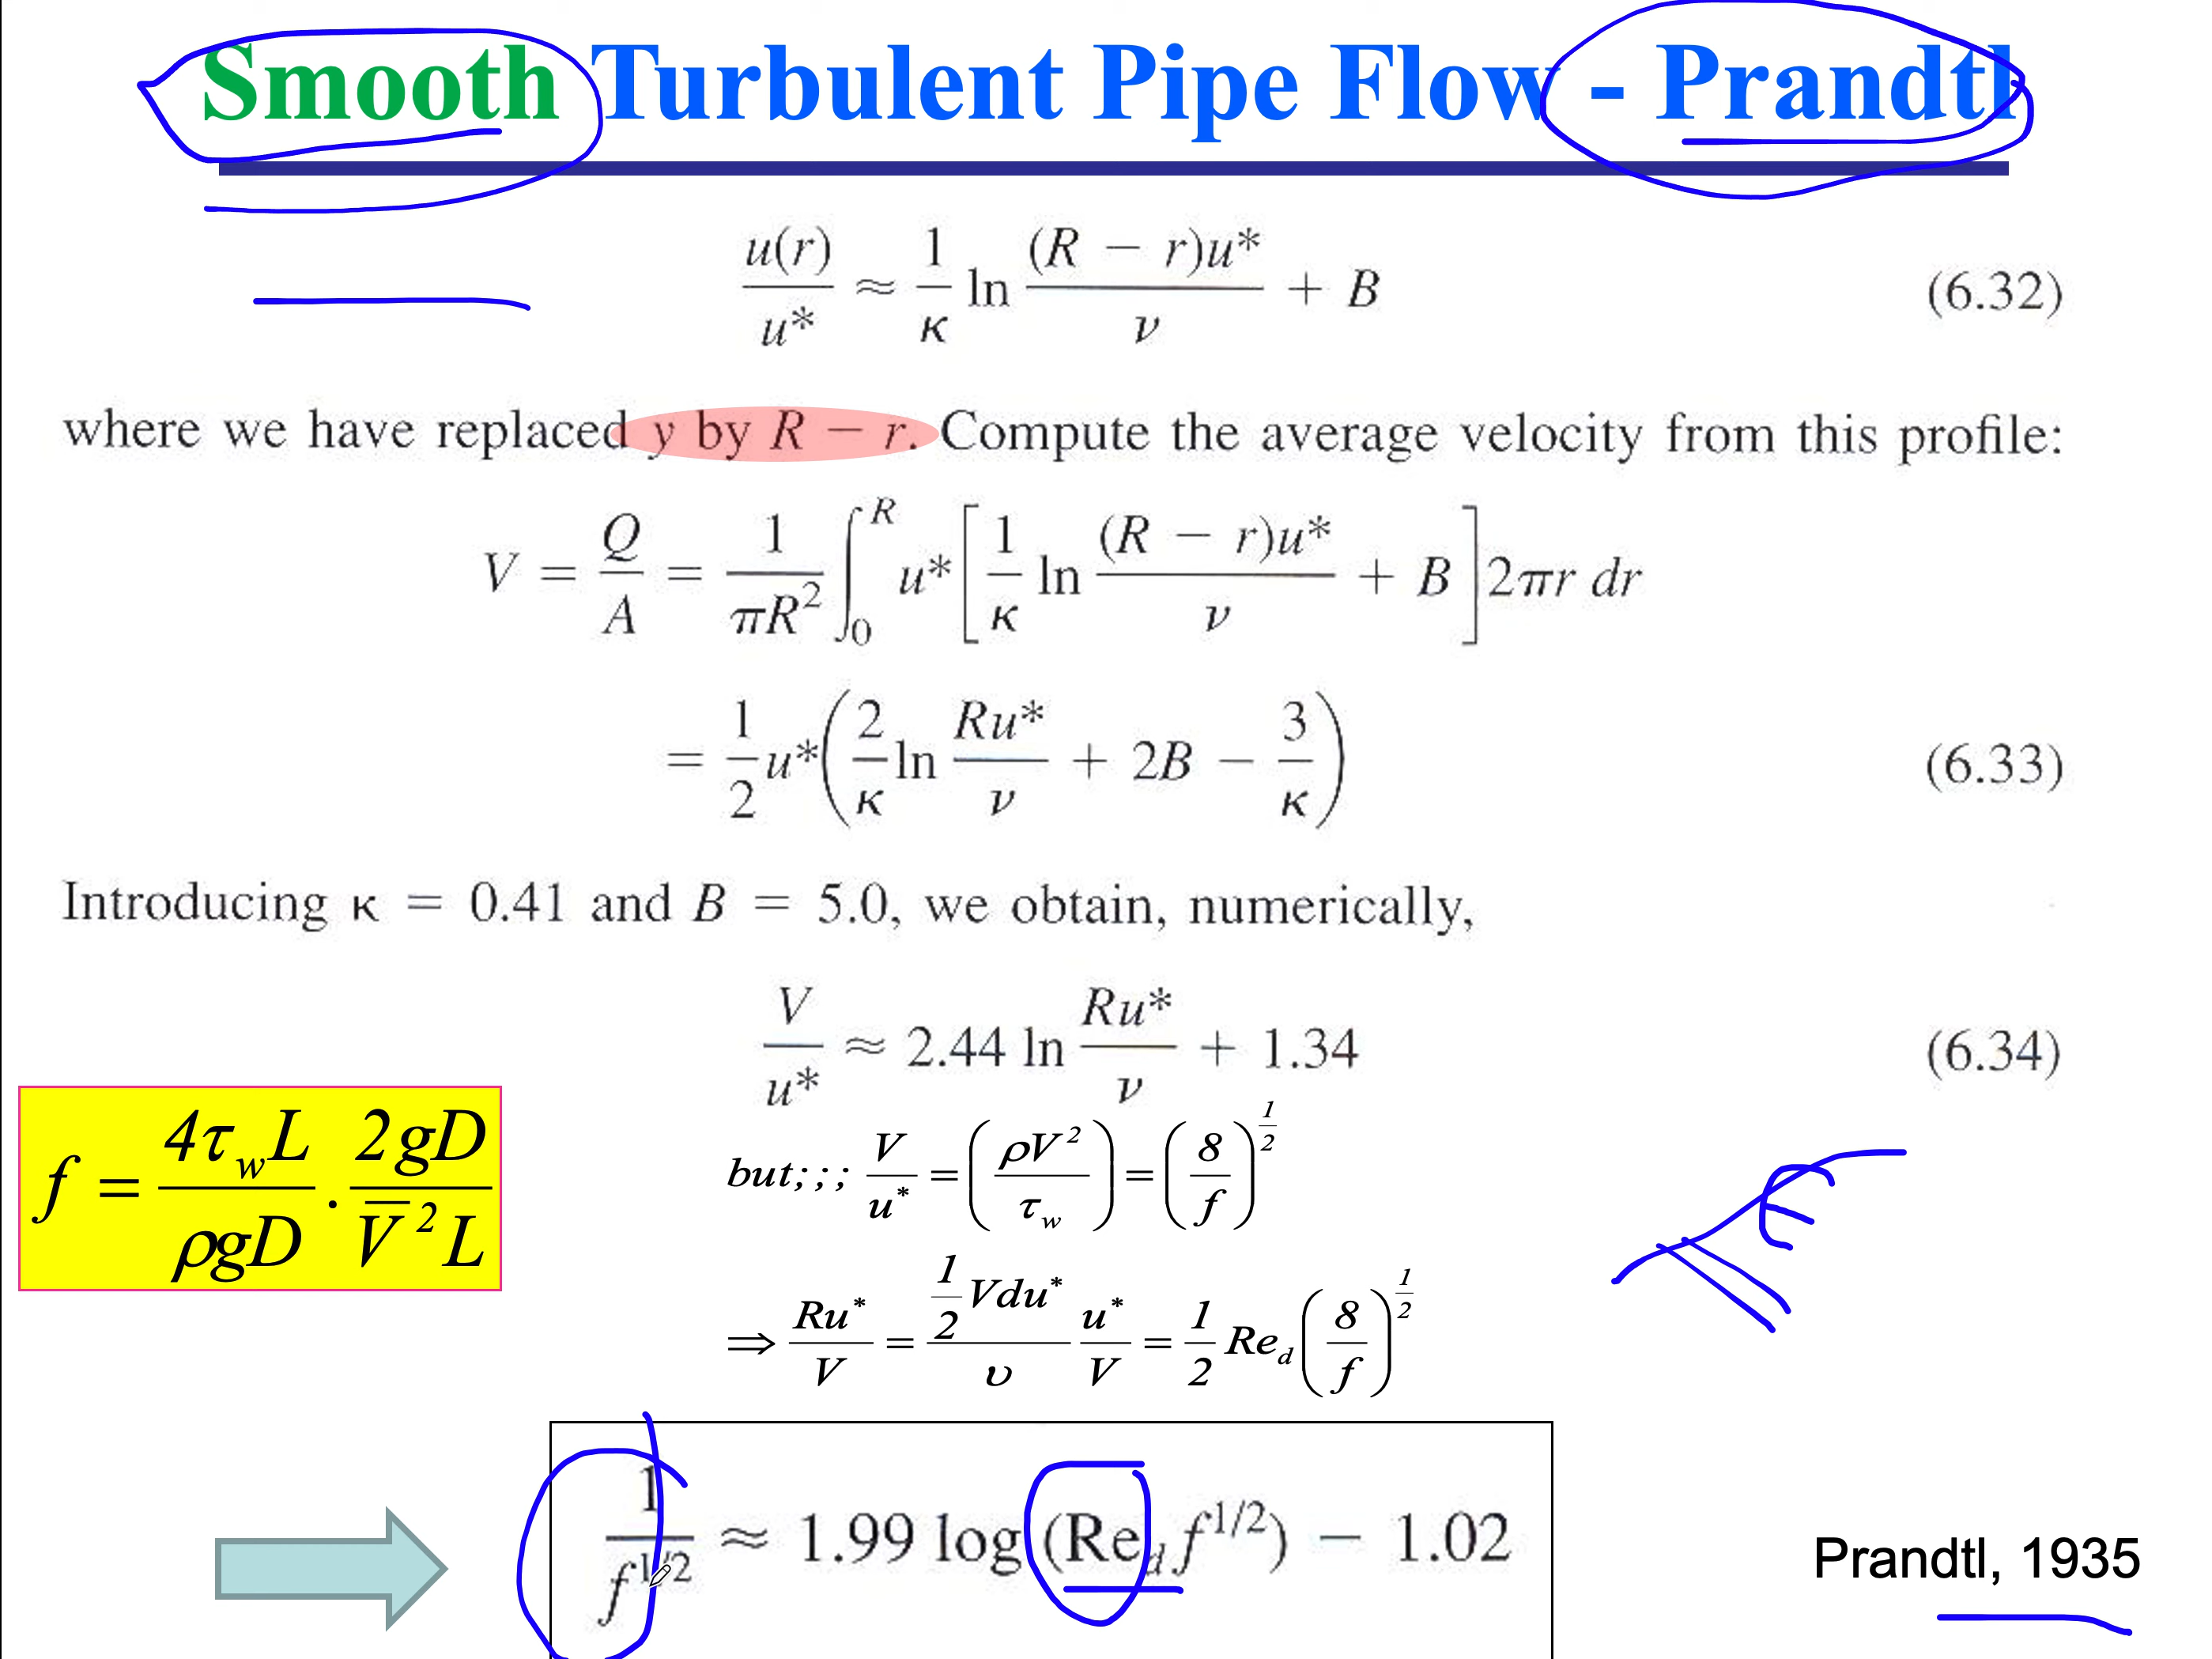 Smooth Turbulent Pipe Flow - Prandtl
u(r)/u* ≈ 1/κ ln (R − r)u*/ν + B (6.32)
where we have replaced y by R − r. Compute the average velocity from this profile:
V = Q/A = 1/πR² ∫₀ᴿ u*[1/κ ln (R − r)u*/ν + B]2πr dr
= 1/2 u*(2/κ ln Ru*/ν + 2B − 3/κ) (6.33)
Introducing κ = 0.41 and B = 5.0, we obtain, numerically,
V/u* ≈ 2.44 ln Ru*/ν + 1.34 (6.34)
f = 4τ_w L/ρgD . 2gD/V̅² L
but;;; V/u* = (ρV²/τ_w) = (8/f)^1/2
⇒ Ru*/V = 1/2 Vdu*/υ u*/V = 1/2 Re_d (8/f)^1/2
1/f^1/2 ≈ 1.99 log (Re_d f^1/2) − 1.02
Prandtl, 1935